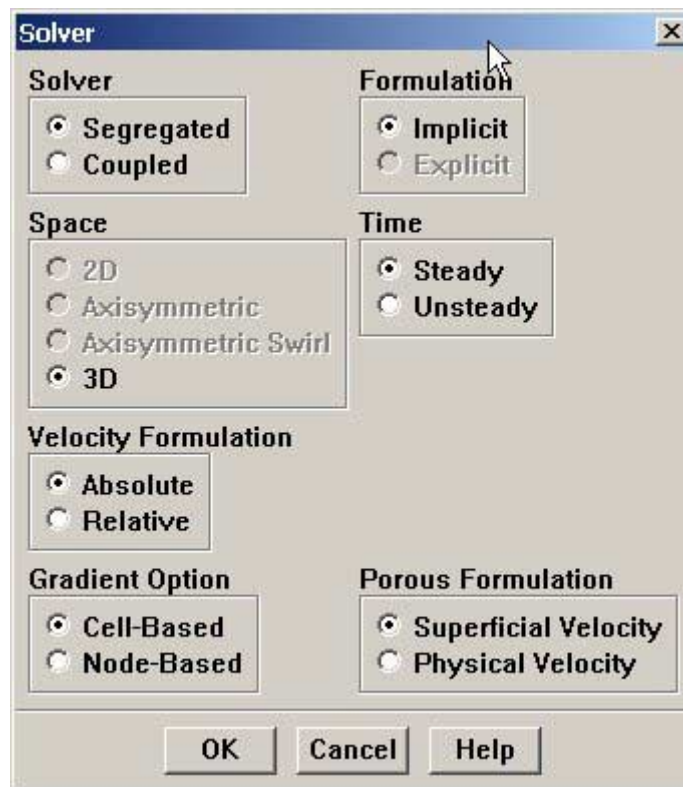 Solver
Solver
Segregated
Coupled
Formulation
Implicit
Explicit
Space
2D
Axisymmetric
Axisymmetric Swirl
3D
Time
Steady
Unsteady
Velocity Formulation
Absolute
Relative
Gradient Option
Cell-Based
Node-Based
Porous Formulation
Superficial Velocity
Physical Velocity
OK
Cancel
Help